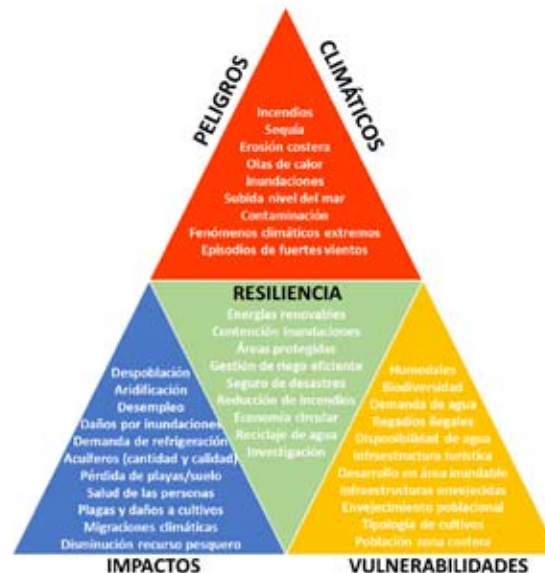 PELIGROS
CLIMÁTICOS
Incendios
Sequía
Erosión costera
Olas de calor
Inundaciones
Subida nivel del mar
Contaminación
Fenómenos climáticos extremos
Episodios de fuertes vientos
RESILIENCIA
Energías renovables
Contención inundaciones
Áreas protegidas
Gestión de riego eficiente
Seguro de desastres
Reducción de incendios
Economía circular
Reciclaje de agua
Investigación
Despoblación
Aridificación
Desempleo
Daños por inundaciones
Demanda de refrigeración
Acuíferos (cantidad y calidad)
Pérdida de playas/suelo
Salud de las personas
Plagas y daños a cultivos
Migraciones climáticas
Disminución recurso pesquero
IMPACTOS
Humedales
Biodiversidad
Demanda de agua
Regadíos ilegales
Disponibilidad de agua
Infraestructura turística
Desarrollo en área inundable
Infraestructuras envejecidas
Envejecimiento poblacional
Tipología de cultivos
Población zona costera
VULNERABILIDADES